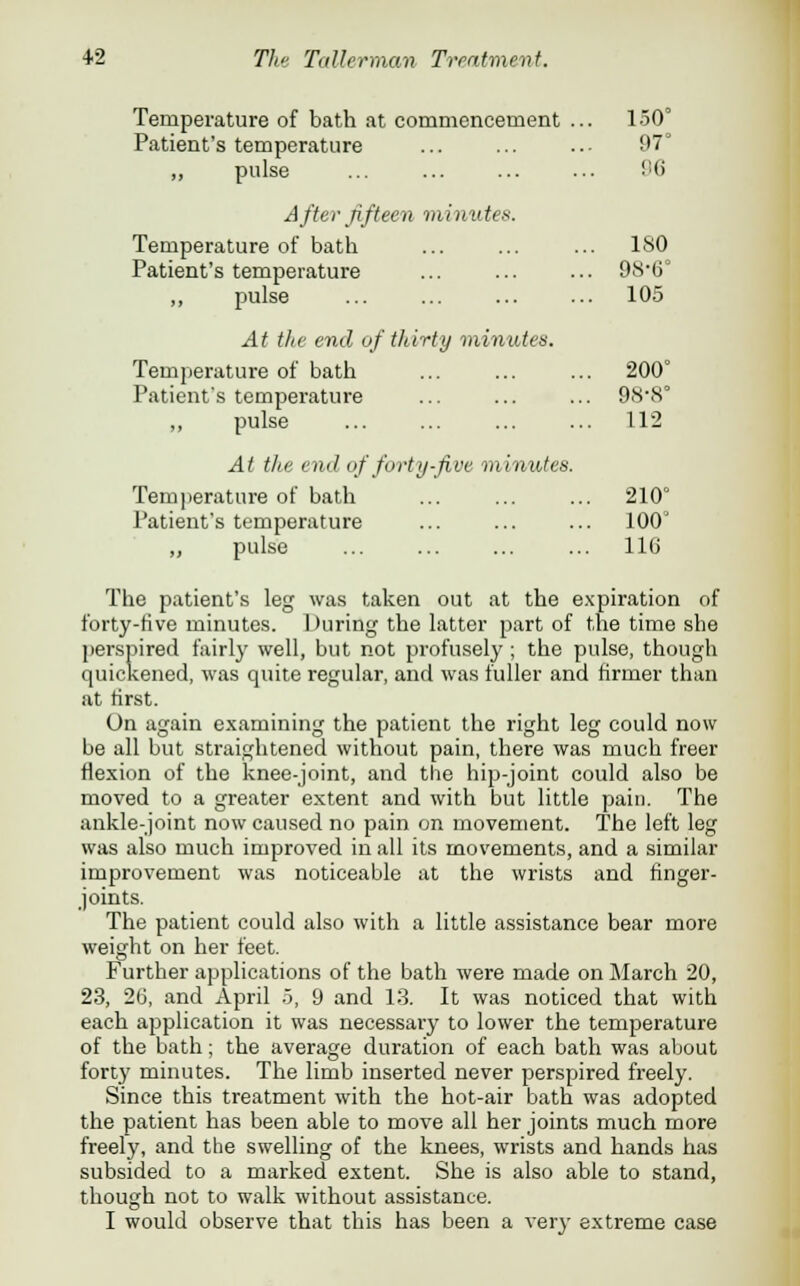 42 The Tallerman Treatment.
Temperature of bath at commencement ... 150°
Patient's temperature ... ... ... 97°
„ pulse ... ... ... ... 96
After fifteen minutes.
Temperature of bath ... ... ... 180
Patient's temperature ... ... ... 98·6°
„ pulse ... ... ... ... 105
At the end of thirty minutes.
Temperature of bath ... ... ... 200°
Patient's temperature ... ... ... 98·8°
„ pulse ... ... ... ... 112
At the end of forty-five minutes.
Temperature of bath ... ... ... 210°
Patient's temperature ... ... ... 100°
„ pulse ... ... ... ... 116
The patient's leg was taken out at the expiration of
forty-five minutes. During the latter part of the time she
perspired fairly well, but not profusely; the pulse, though
quickened, was quite regular, and was fuller and firmer than
at first.
On again examining the patient the right leg could now
be all but straightened without pain, there was much freer
flexion of the knee-joint, and the hip-joint could also be
moved to a greater extent and with but little pain. The
ankle-joint now caused no pain on movement. The left leg
was also much improved in all its movements, and a similar
improvement was noticeable at the wrists and finger-
joints.
The patient could also with a little assistance bear more
weight on her feet.
Further applications of the bath were made on March 20,
23, 26, and April 5, 9 and 13. It was noticed that with
each application it was necessary to lower the temperature
of the bath; the average duration of each bath was about
forty minutes. The limb inserted never perspired freely.
Since this treatment with the hot-air bath was adopted
the patient has been able to move all her joints much more
freely, and the swelling of the knees, wrists and hands has
subsided to a marked extent. She is also able to stand,
though not to walk without assistance.
I would observe that this has been a very extreme case